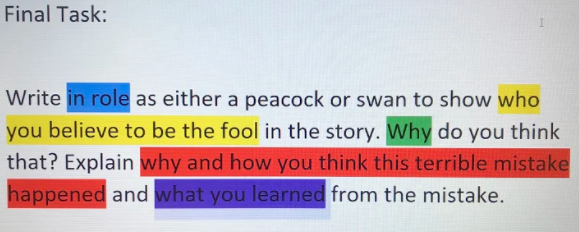 Final Task:
Write in role as either a peacock or swan to show who
you believe to be the fool in the story. Why do you think
that? Explain why and how you think this terrible mistake
happened and what you learned from the mistake.